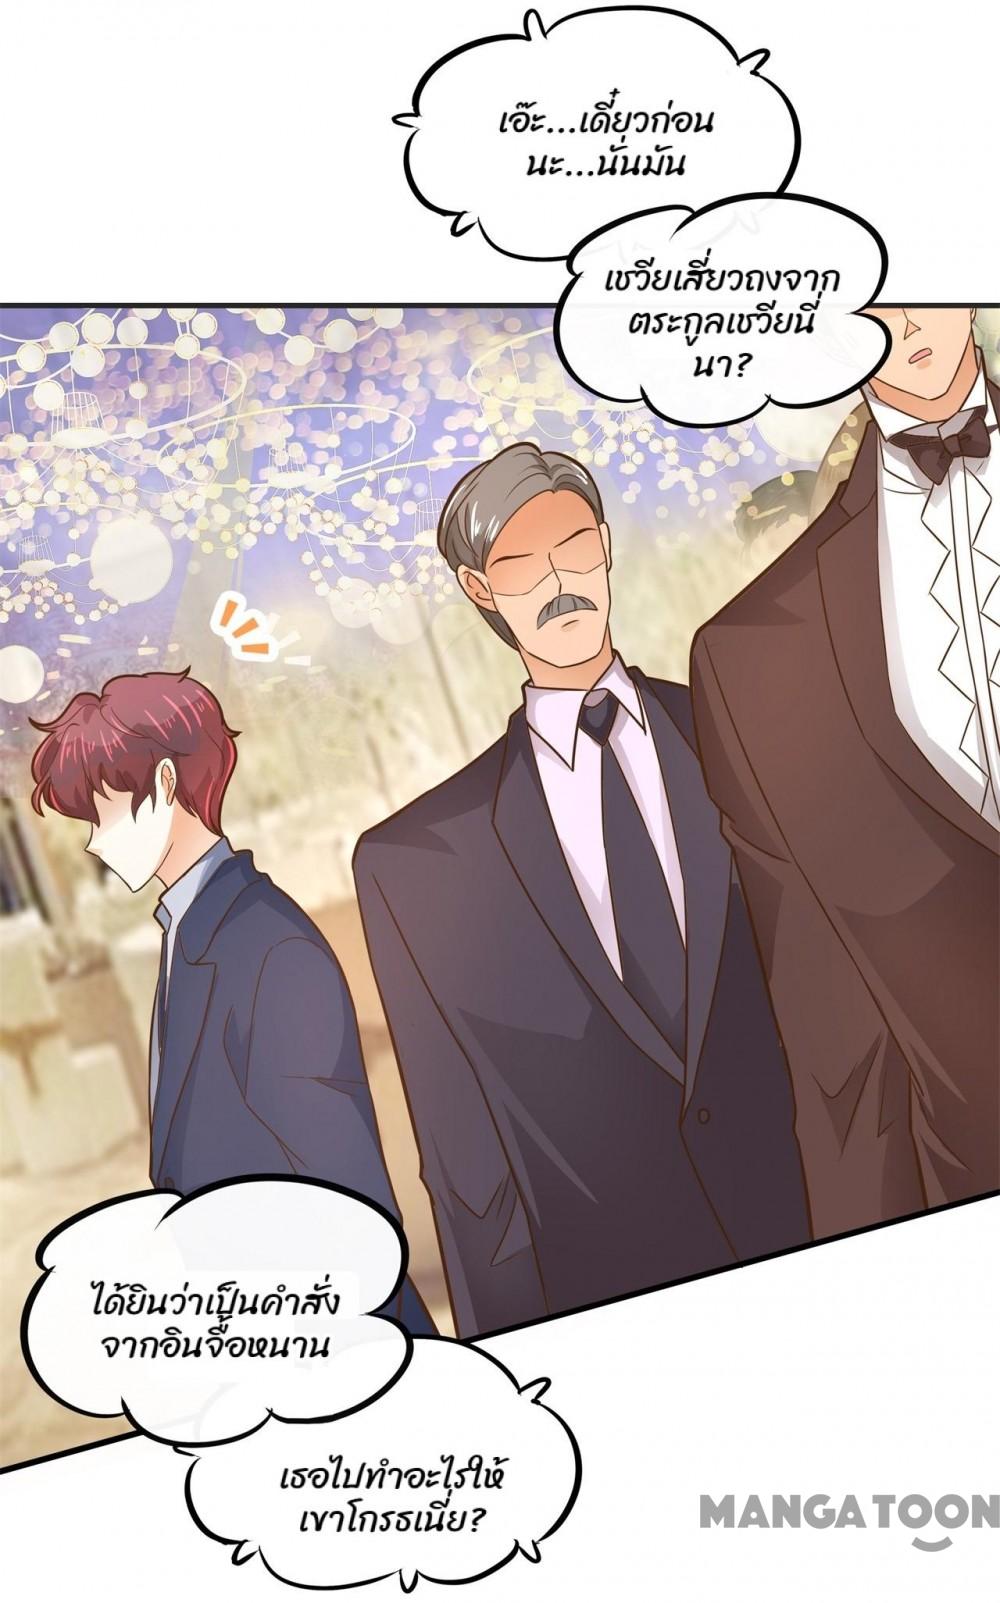 เอ๊ะ...เดี๋ยวก่อน
นะ...นั่นมัน
เชวียเสี่ยวถงจาก
ตระกูลเชวียนี่
นา?
ได้ยินว่าเป็นคำสั่ง
จากอินจื้อหนาน
เธอไปทำอะไรให้
เขาโกรธเนี่ย?
MANGATOON